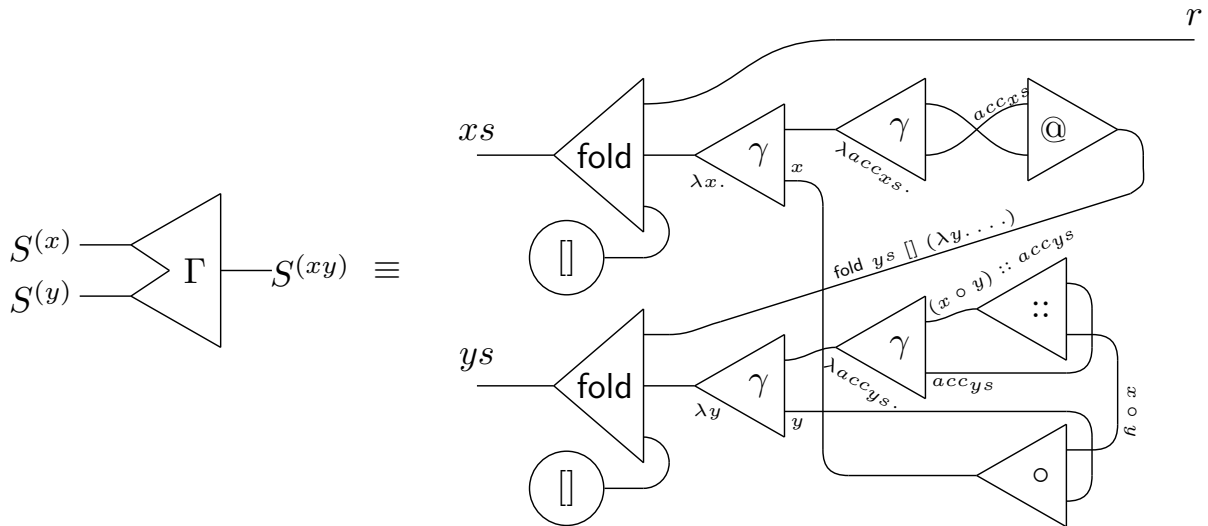 r
xs
fold
γ
λx.
x
γ
λacc_xs.
acc_xs
@
[]
S^(x)
S^(y)
Γ
S^(xy) ≡
fold ys [] (λy. . . .)
ys
fold
γ
λy
y
γ
λacc_ys.
(x ∘ y) :: acc_ys
acc_ys
::
x ∘ y
[]
∘